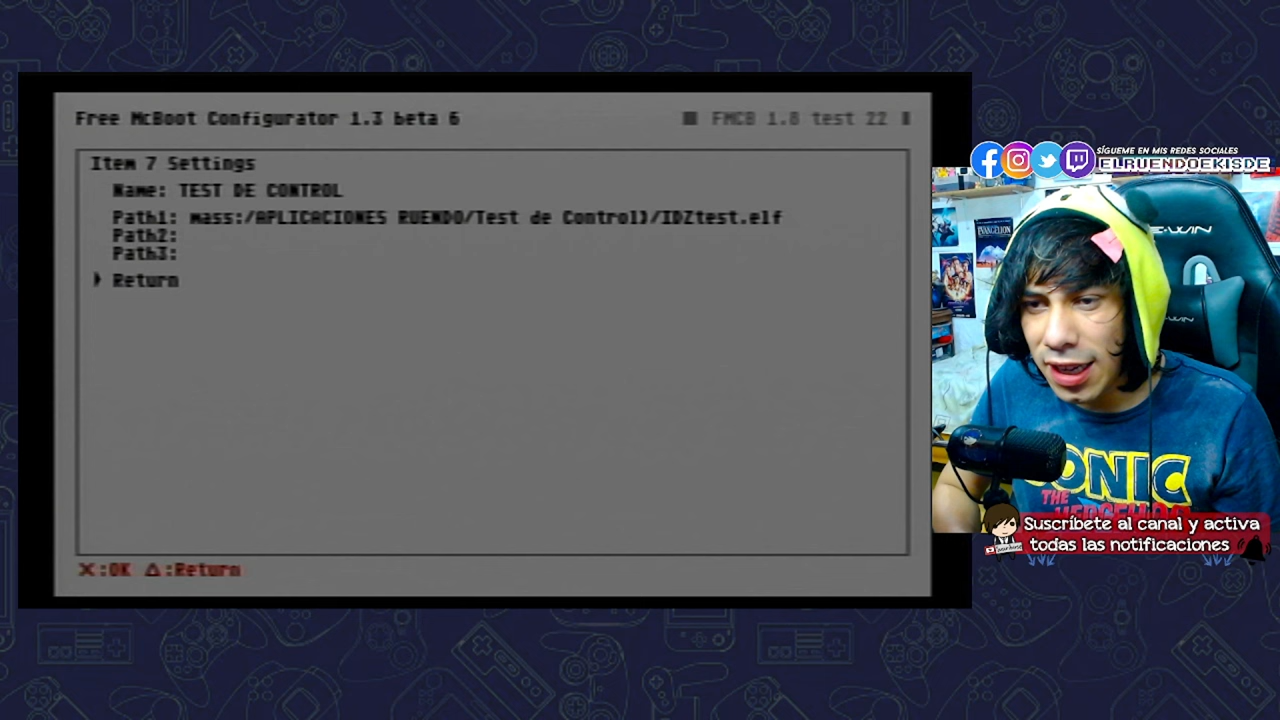 Free McBoot Configurator 1.3 beta 6
FMCB 1.8 test 22
Item 7 Settings
Name: TEST DE CONTROL
Path1: mass:/APLICACIONES RUENDO/Test de Control)/IDZtest.elf
Path2:
Path3:
Return
X:OK △:Return
SÍGUEME EN MIS REDES SOCIALES
ELRUENDOEKISDE
EVANGELION
E-WIN
SONIC
THE
Suscríbete al canal y activa
todas las notificaciones